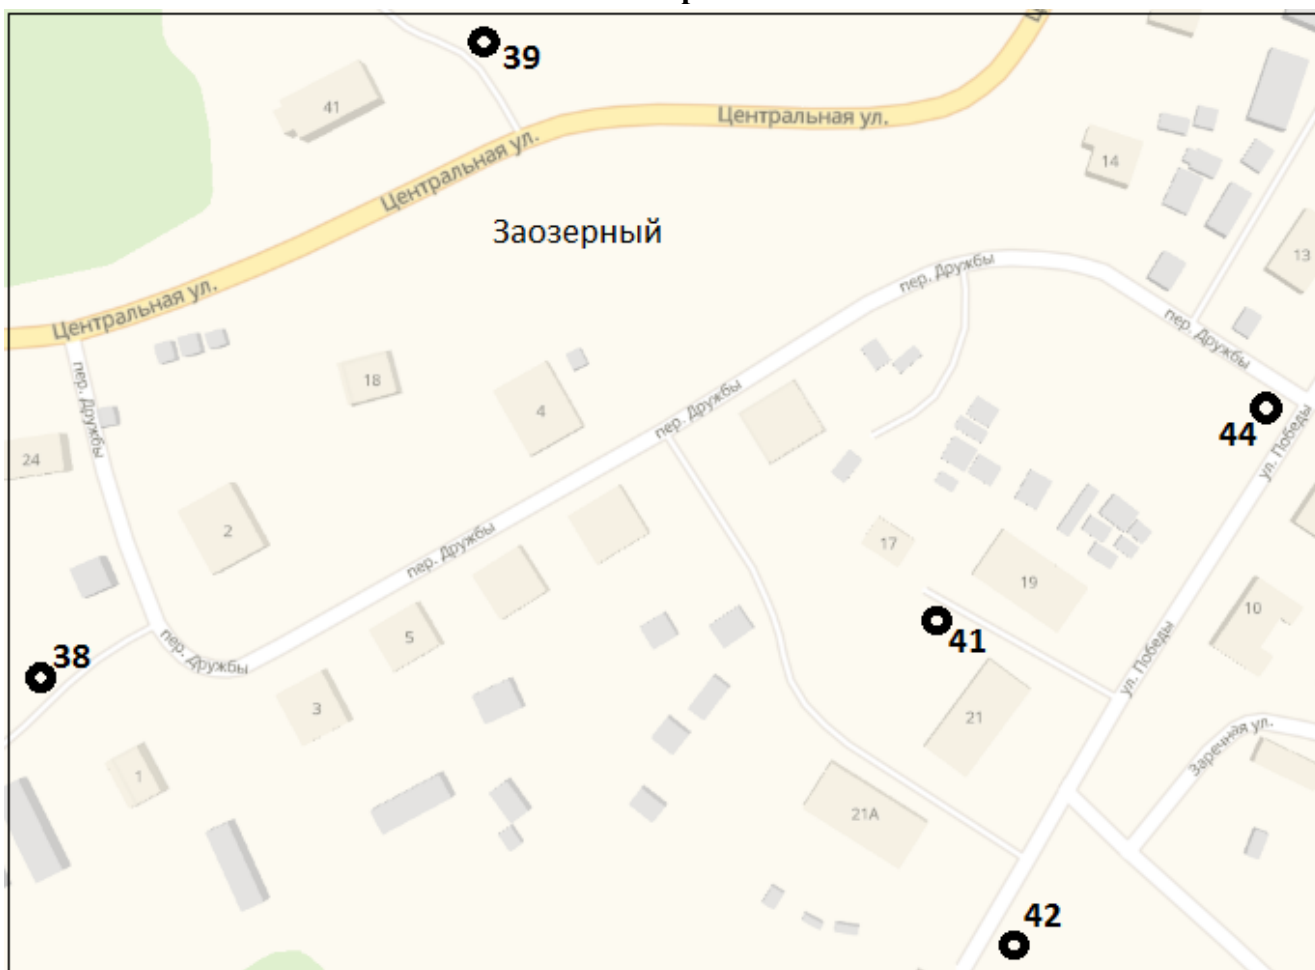 39
41
Центральная ул.
Центральная ул.
14
Заозерный
13
пер. Дружбы
Центральная ул.
пер. Дружбы
18
пер. Дружбы
4
пер. Дружбы
44
ул. Победы
24
2
пер. Дружбы
17
19
10
5
41
38
пер. Дружбы
ул. Победы
3
21
Заречная ул.
1
21А
42